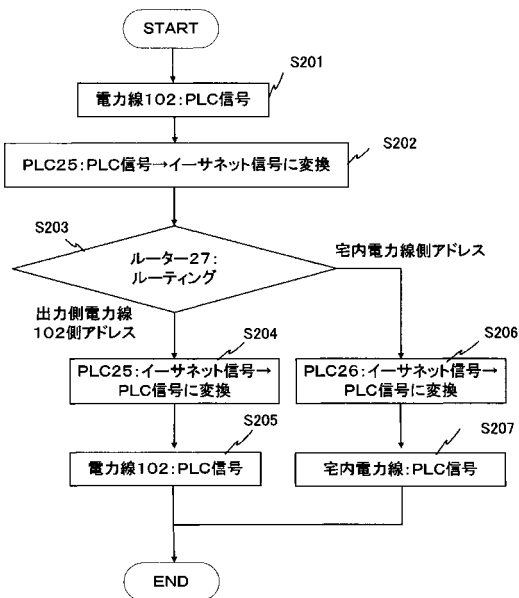 START
S201
電力線102:PLC信号
S202
PLC25:PLC信号→イーサネット信号に変換
S203
ルーター27:
ルーティング
宅内電力線側アドレス
出力側電力線
102側アドレス
S204
PLC25:イーサネット信号→
PLC信号に変換
S206
PLC26:イーサネット信号→
PLC信号に変換
S205
電力線102:PLC信号
S207
宅内電力線:PLC信号
END